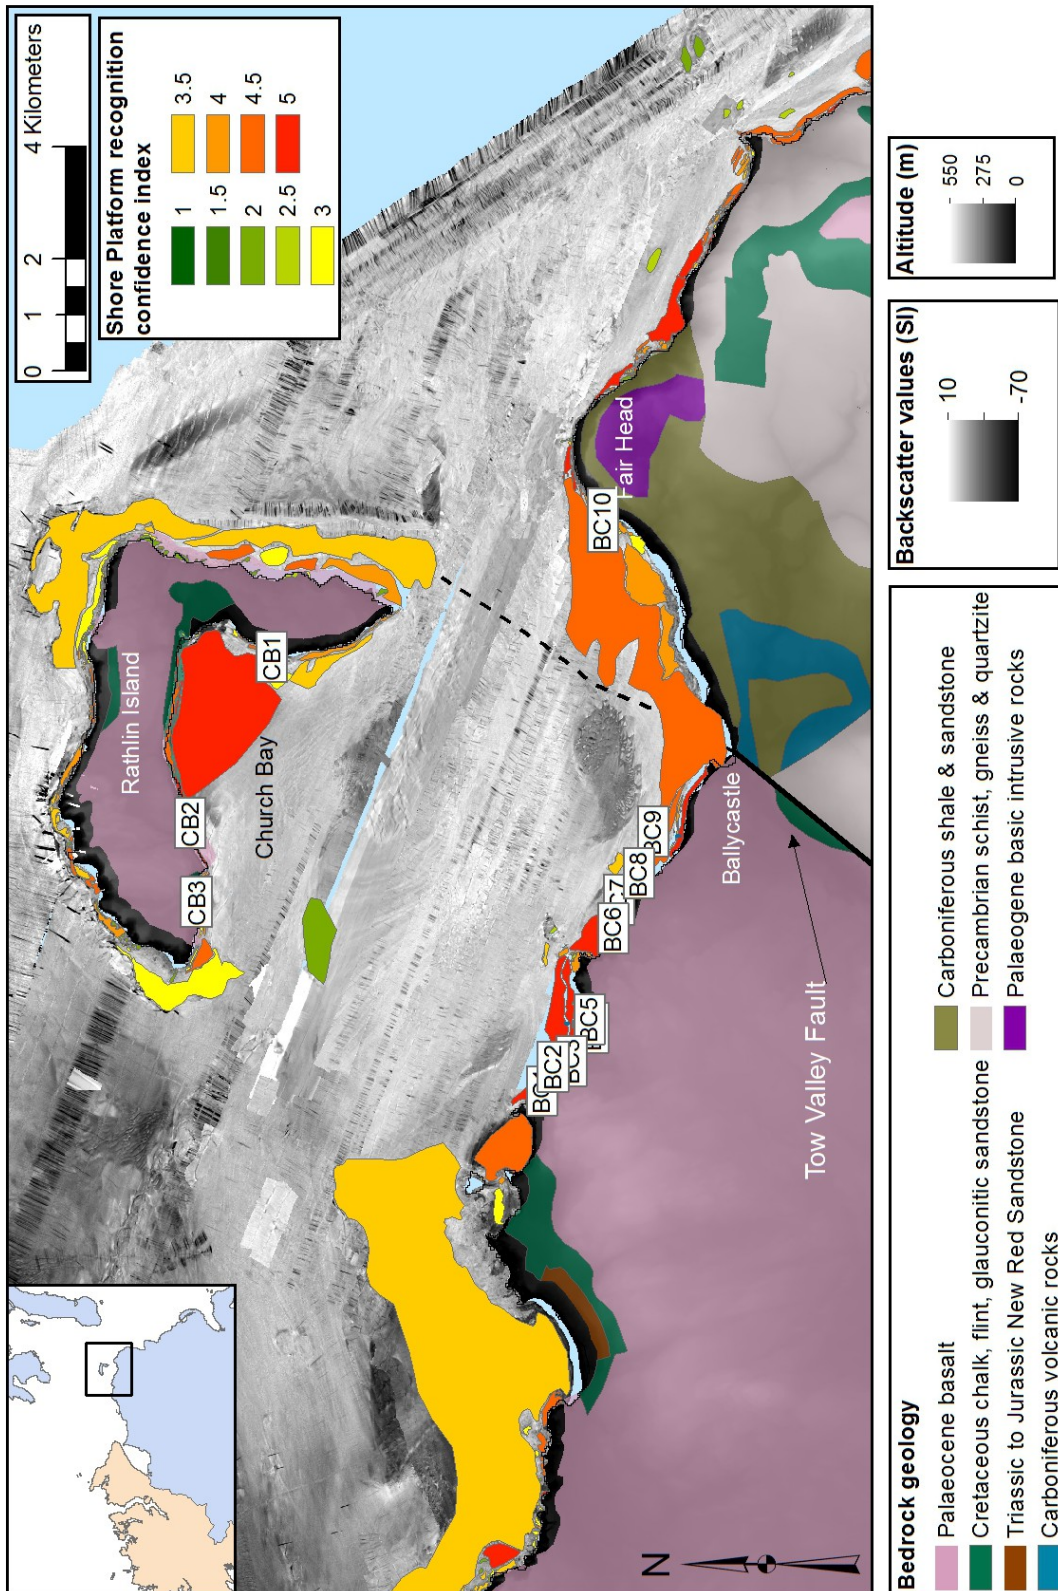 0 1 2 4 Kilometers
Shore Platform recognition
confidence index
1 3.5
1.5 4
2 4.5
2.5 5
3
Rathlin Island
CB3
CB2
CB1
Church Bay
BC2
BC5
BC6
BC8
BC9
BC10
Fair Head
Ballycastle
Tow Valley Fault
N
Bedrock geology
Palaeocene basalt
Cretaceous chalk, flint, glauconitic sandstone
Triassic to Jurassic New Red Sandstone
Carboniferous volcanic rocks
Carboniferous shale & sandstone
Precambrian schist, gneiss & quartzite
Palaeogene basic intrusive rocks
Backscatter values (SI)
10
-70
Altitude (m)
550
275
0